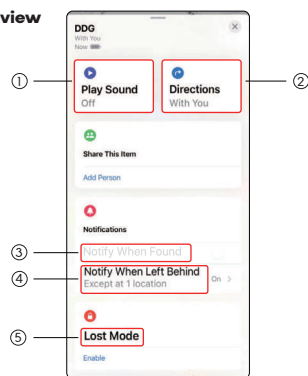 view
DDG
With You
Now
① Play Sound
Off
Directions ②
With You
Share This Item
Add Person
Notifications
③ Notify When Found
④ Notify When Left Behind
Except at 1 location
On >
⑤ Lost Mode
Enable